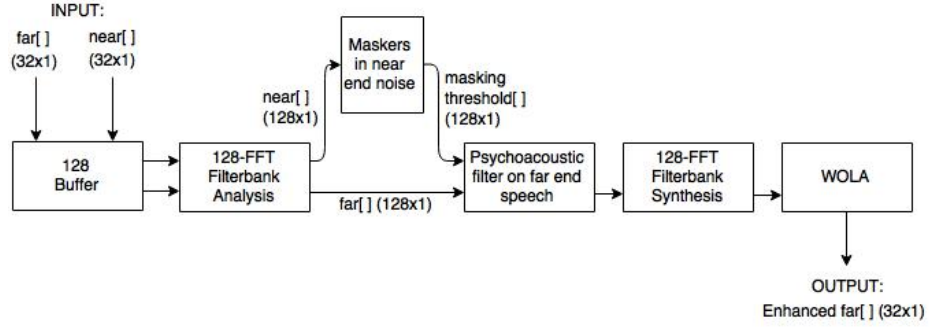 INPUT:
far[ ]
(32x1)
near[ ]
(32x1)
128
Buffer
128-FFT
Filterbank
Analysis
near[ ]
(128x1)
Maskers
in near
end noise
masking
threshold[ ]
(128x1)
far[ ] (128x1)
Psychoacoustic
filter on far end
speech
128-FFT
Filterbank
Synthesis
WOLA
OUTPUT:
Enhanced far[ ] (32x1)